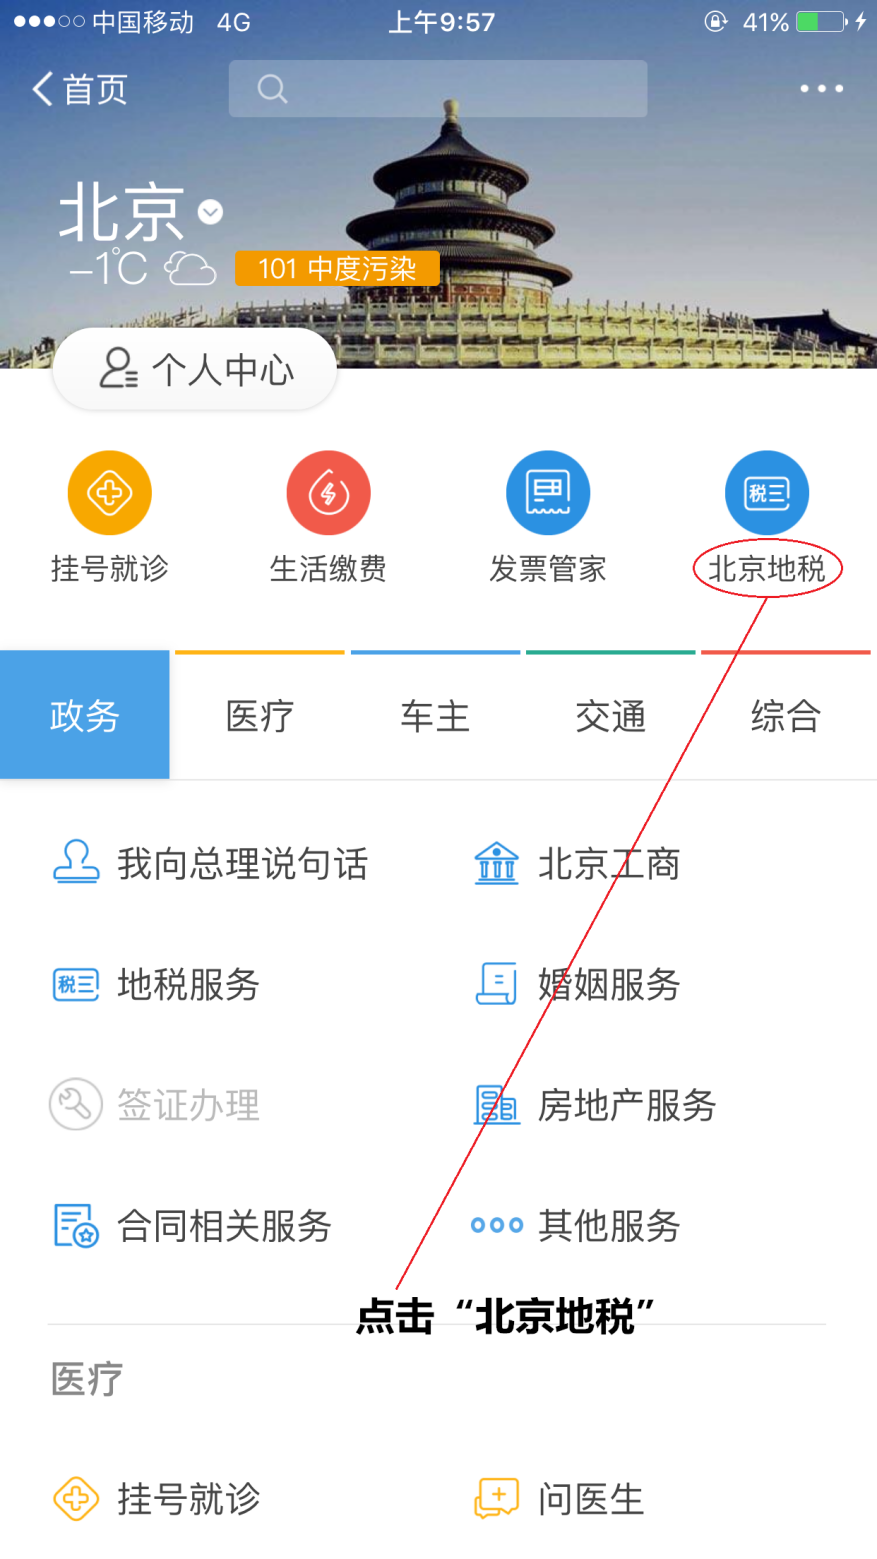 中国移动 4G 上午9:57 41%
首页
北京
-1℃ 101 中度污染
个人中心
税三
挂号就诊 生活缴费 发票管家 北京地税
政务 医疗 车主 交通 综合
我向总理说句话 北京工商
税三 地税服务 婚姻服务
签证办理 房地产服务
合同相关服务 其他服务
点击“北京地税”
医疗
挂号就诊 问医生